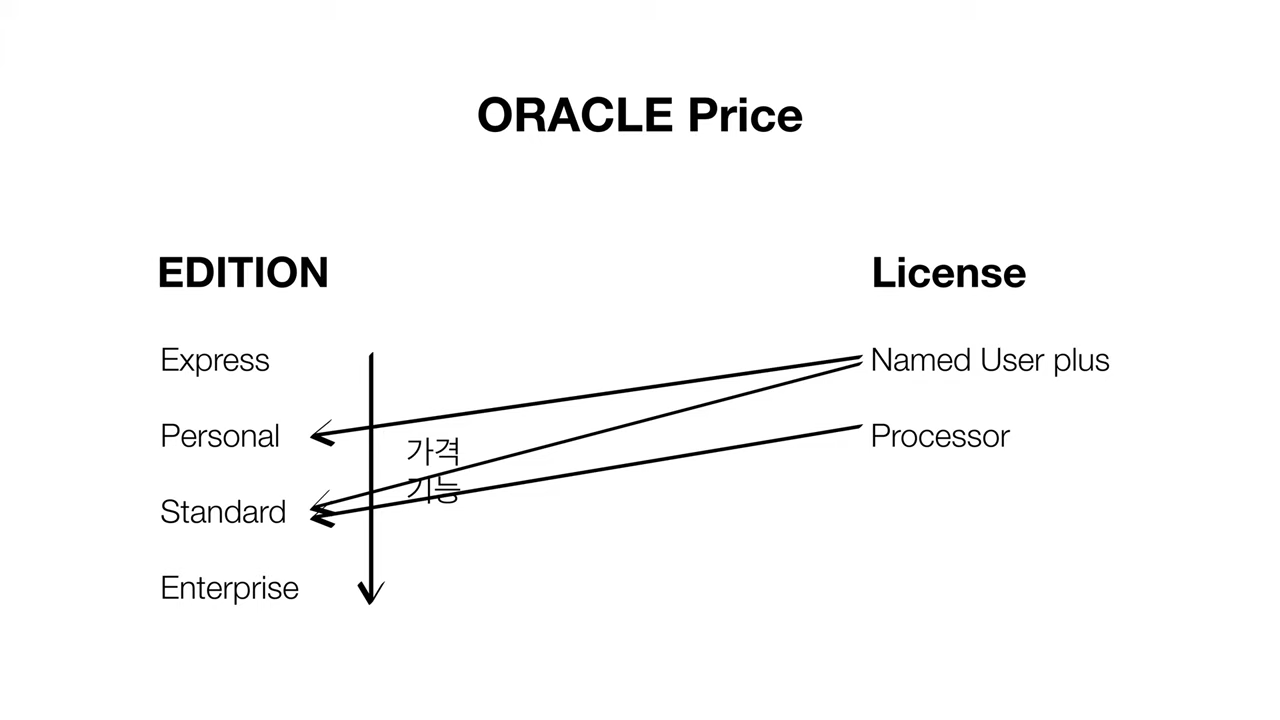 ORACLE Price
EDITION
Express
Personal
Standard
Enterprise
가격
기능
License
Named User plus
Processor